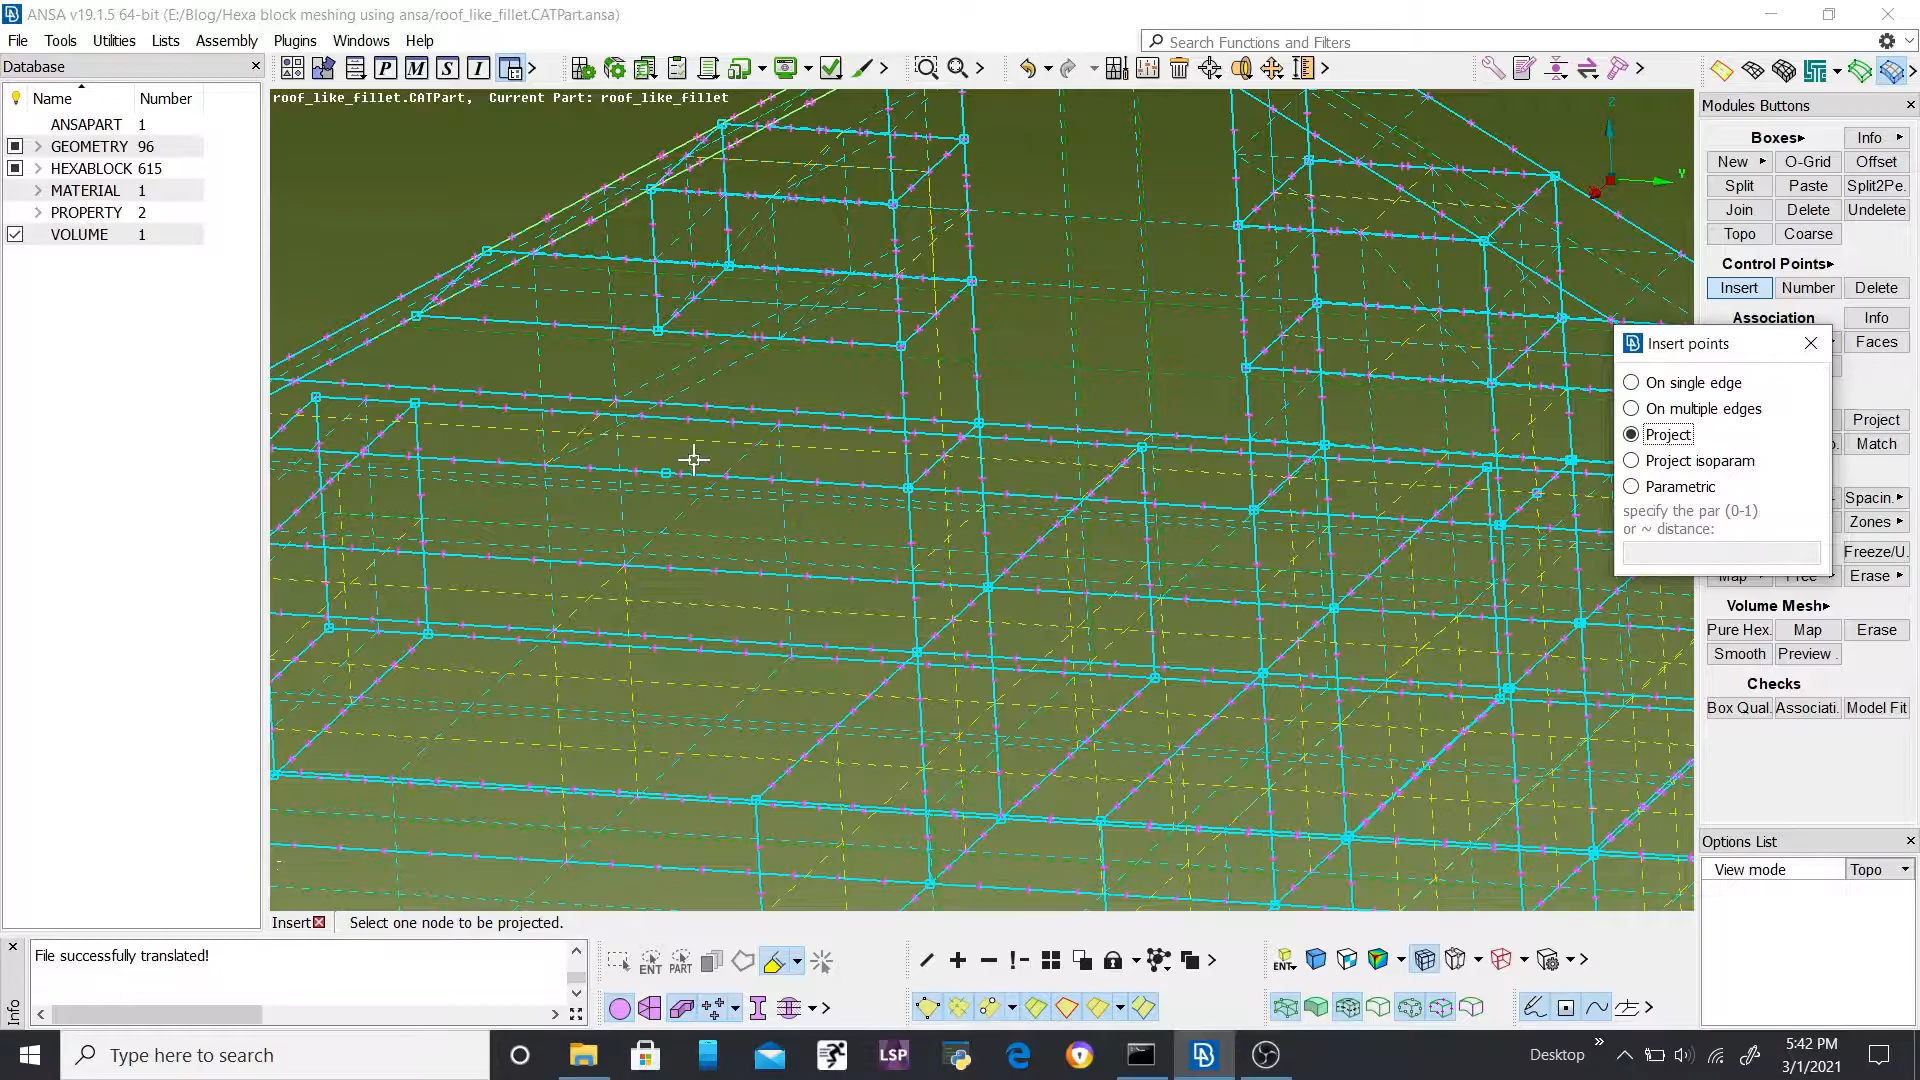 ANSA v19.1.5 64-bit (E:/Blog/Hexa block meshing using ansa/roof_like_fillet.CATPart.ansa)
File Tools Utilities Lists Assembly Plugins Windows Help
Search Functions and Filters
Database
Name Number
ANSAPART 1
GEOMETRY 96
HEXABLOCK 615
MATERIAL 1
PROPERTY 2
VOLUME 1
P M S I
roof_like_fillet.CATPart, Current Part: roof_like_fillet
Z
Y
Modules Buttons
Boxes Info
New O-Grid Offset
Split Paste Split2Pe.
Join Delete Undelete
Topo Coarse
Control Points
Insert Number Delete
Association Info
Faces
Project
Match
Spacin.
Zones
Freeze/U.
Map Free Erase
Insert points
On single edge
On multiple edges
Project
Project isoparam
Parametric
specify the par (0-1)
or ~ distance:
Volume Mesh
Pure Hex. Map Erase
Smooth Preview .
Checks
Box Qual. Associati. Model Fit
Options List
View mode Topo
Insert Select one node to be projected.
File successfully translated!
Info
ENT PART
ENT
Type here to search
LSP
Desktop
5:42 PM
3/1/2021